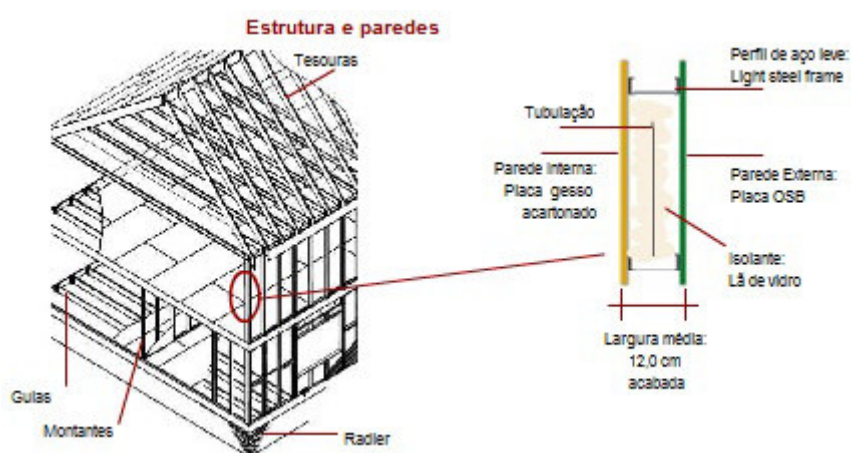 Estrutura e paredes
Tesouras
Guias
Montantes
Radier
Perfil de aço leve:
Light steel frame
Tubulação
Parede Interna:
Placa gesso
acartonado
Parede Externa:
Placa OSB
Isolante:
Lã de vidro
Largura média:
12,0 cm
acabada